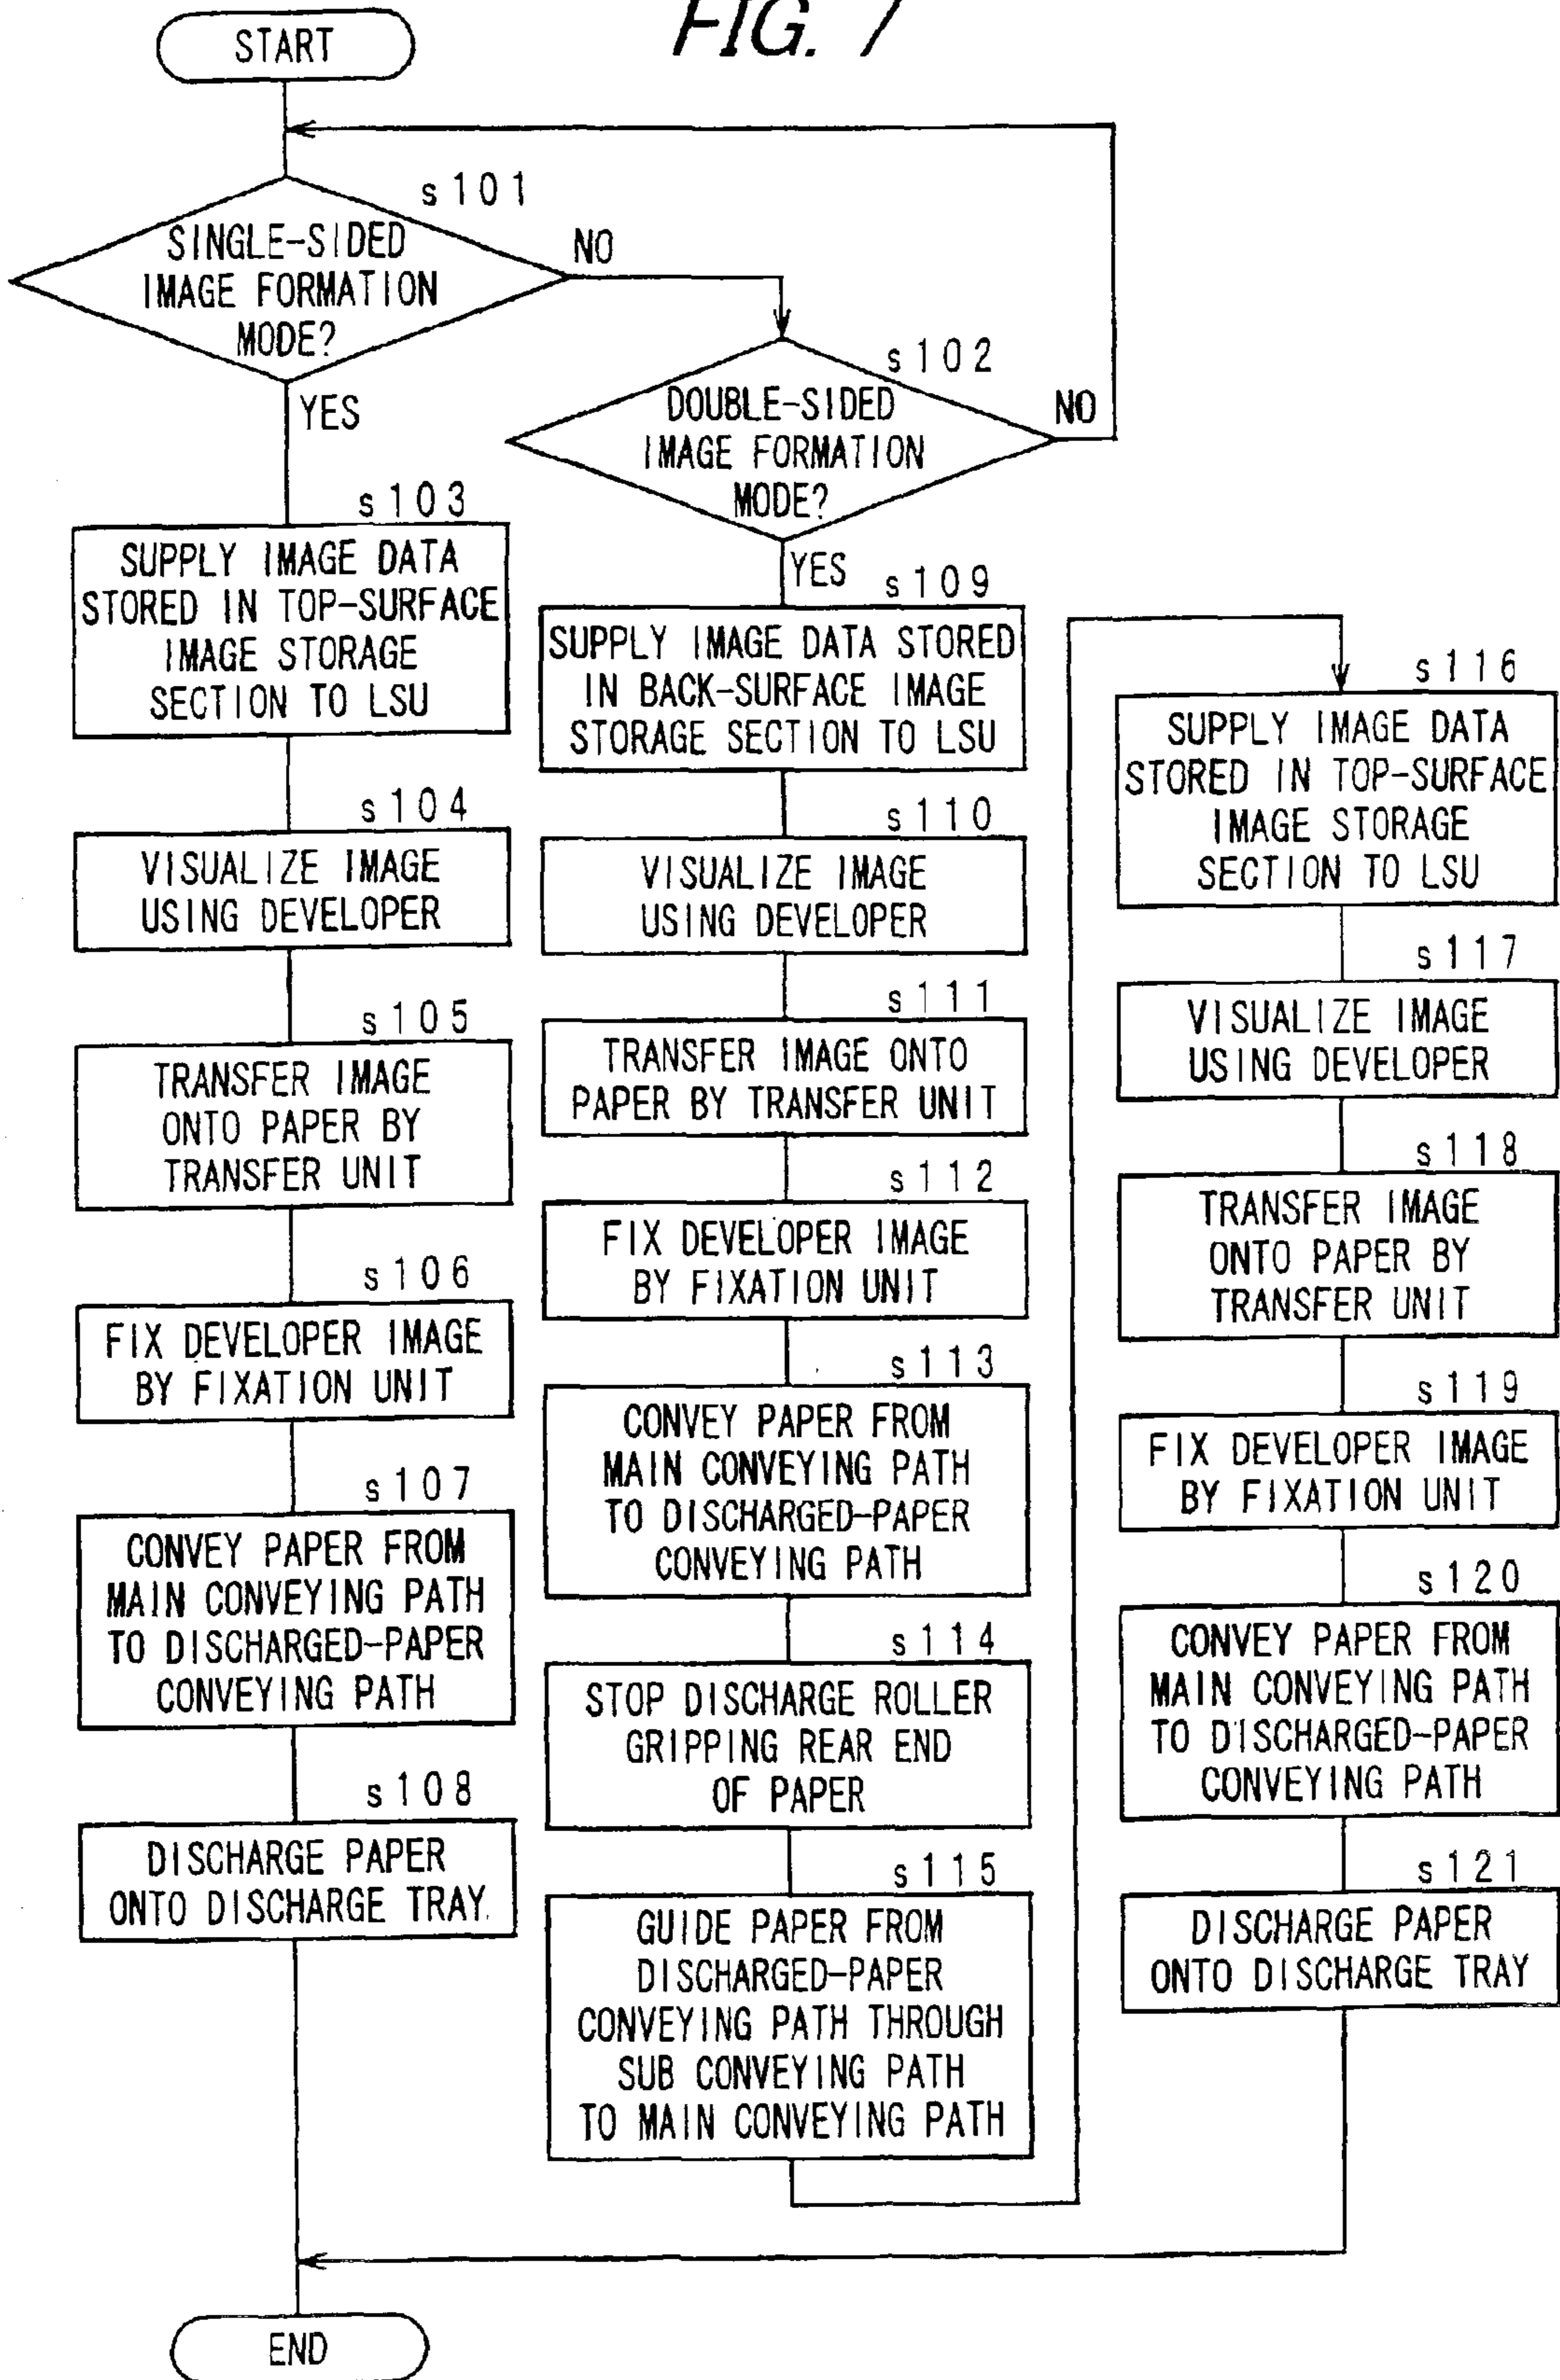 FIG. 7
START
s101
SINGLE-SIDED
IMAGE FORMATION
MODE?
NO
YES
s102
DOUBLE-SIDED
IMAGE FORMATION
MODE?
NO
YES
s103
SUPPLY IMAGE DATA
STORED IN TOP-SURFACE
IMAGE STORAGE
SECTION TO LSU
s104
VISUALIZE IMAGE
USING DEVELOPER
s105
TRANSFER IMAGE
ONTO PAPER BY
TRANSFER UNIT
s106
FIX DEVELOPER IMAGE
BY FIXATION UNIT
s107
CONVEY PAPER FROM
MAIN CONVEYING PATH
TO DISCHARGED-PAPER
CONVEYING PATH
s108
DISCHARGE PAPER
ONTO DISCHARGE TRAY
s109
SUPPLY IMAGE DATA STORED
IN BACK-SURFACE IMAGE
STORAGE SECTION TO LSU
s110
VISUALIZE IMAGE
USING DEVELOPER
s111
TRANSFER IMAGE ONTO
PAPER BY TRANSFER UNIT
s112
FIX DEVELOPER IMAGE
BY FIXATION UNIT
s113
CONVEY PAPER FROM
MAIN CONVEYING PATH
TO DISCHARGED-PAPER
CONVEYING PATH
s114
STOP DISCHARGE ROLLER
GRIPPING REAR END
OF PAPER
s115
GUIDE PAPER FROM
DISCHARGED-PAPER
CONVEYING PATH THROUGH
SUB CONVEYING PATH
TO MAIN CONVEYING PATH
s116
SUPPLY IMAGE DATA
STORED IN TOP-SURFACE
IMAGE STORAGE
SECTION TO LSU
s117
VISUALIZE IMAGE
USING DEVELOPER
s118
TRANSFER IMAGE
ONTO PAPER BY
TRANSFER UNIT
s119
FIX DEVELOPER IMAGE
BY FIXATION UNIT
s120
CONVEY PAPER FROM
MAIN CONVEYING PATH
TO DISCHARGED-PAPER
CONVEYING PATH
s121
DISCHARGE PAPER
ONTO DISCHARGE TRAY
END